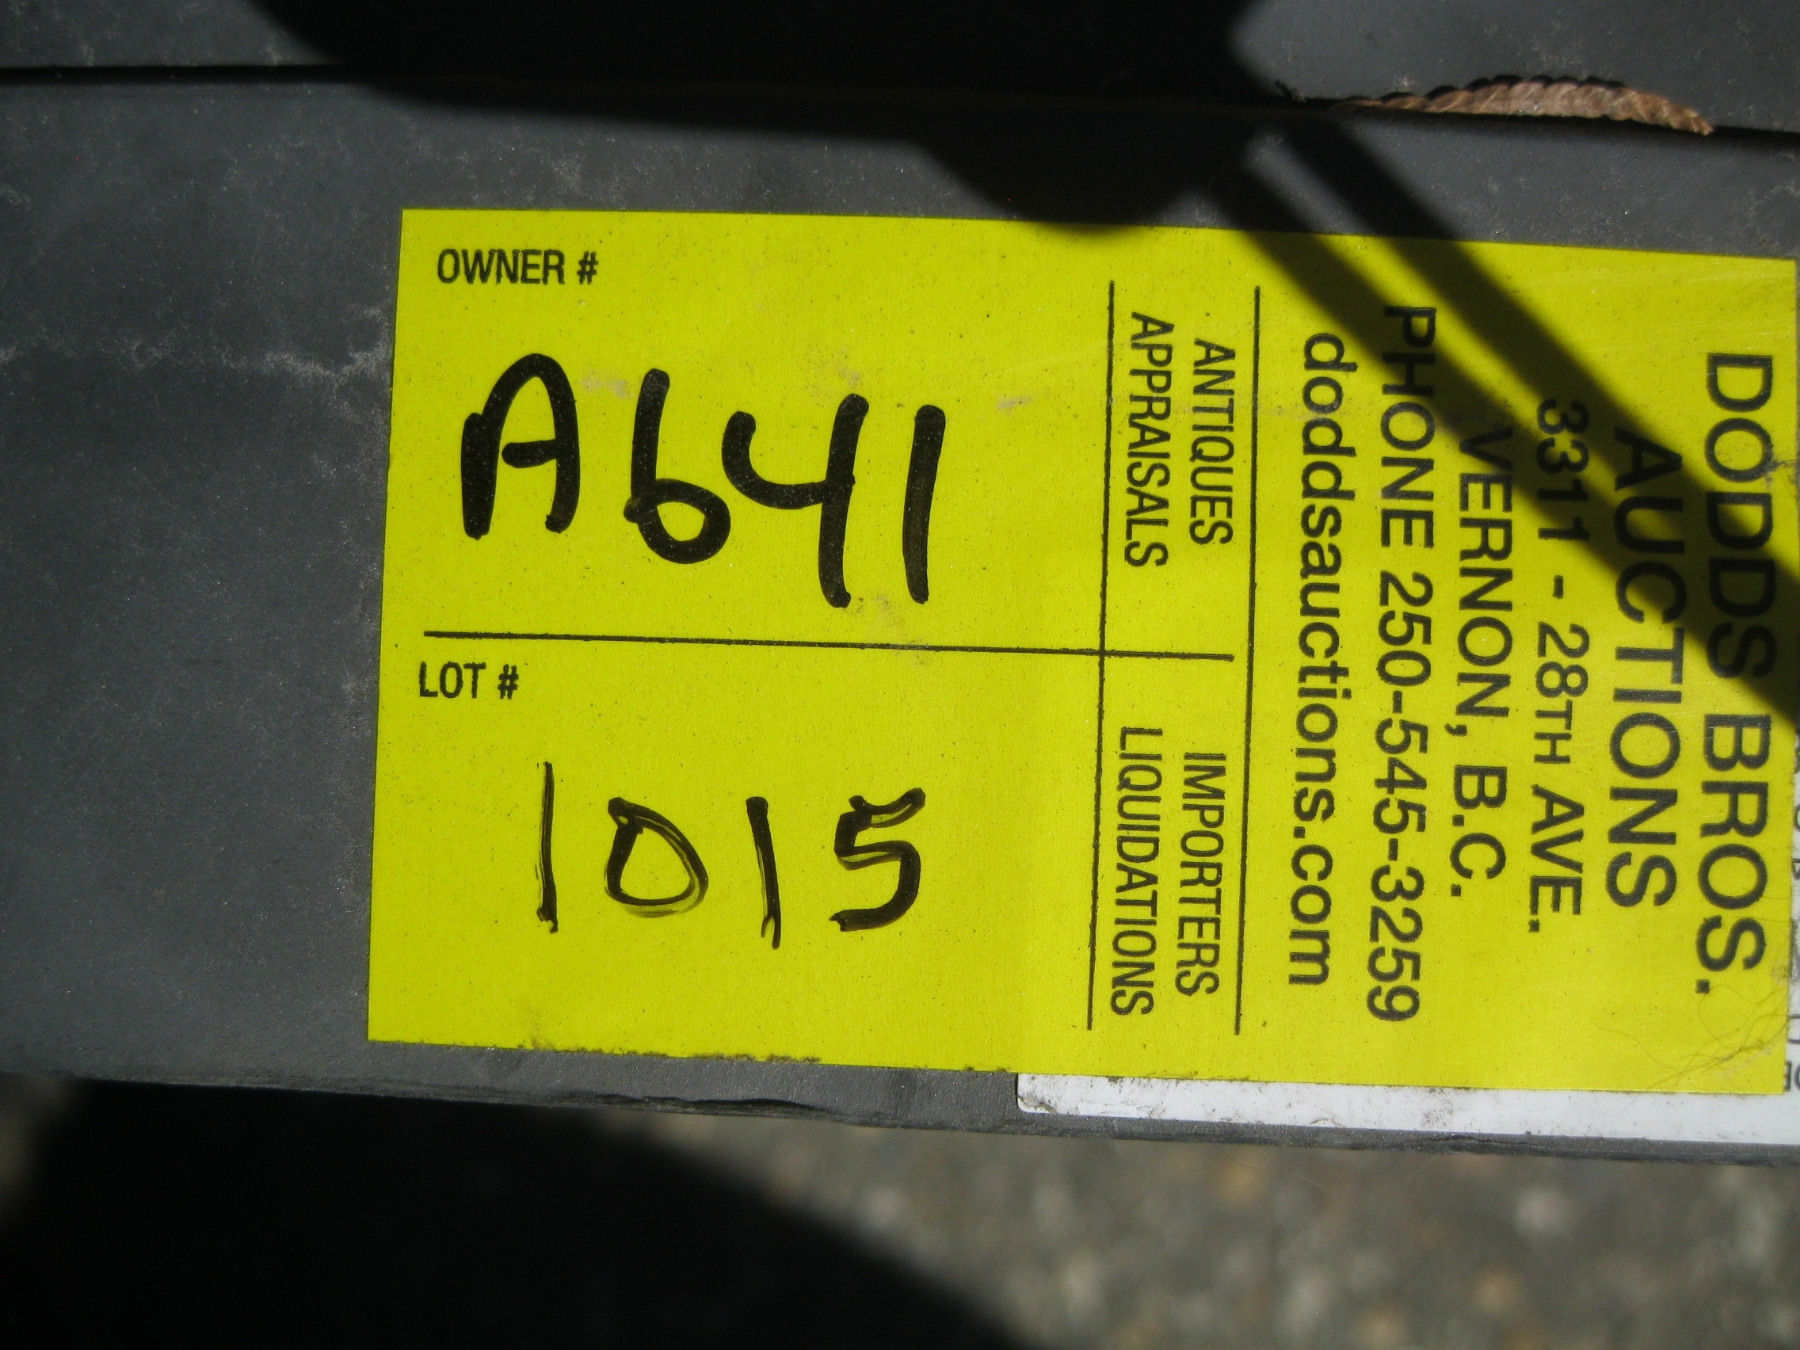 OWNER #
A641
LOT #
1015
DODDS BROS.
AUCTIONS
3311 - 28TH AVE.
VERNON, B.C.
PHONE 250-545-3259
doddsauctions.com
ANTIQUES
APPRAISALS
IMPORTERS
LIQUIDATIONS